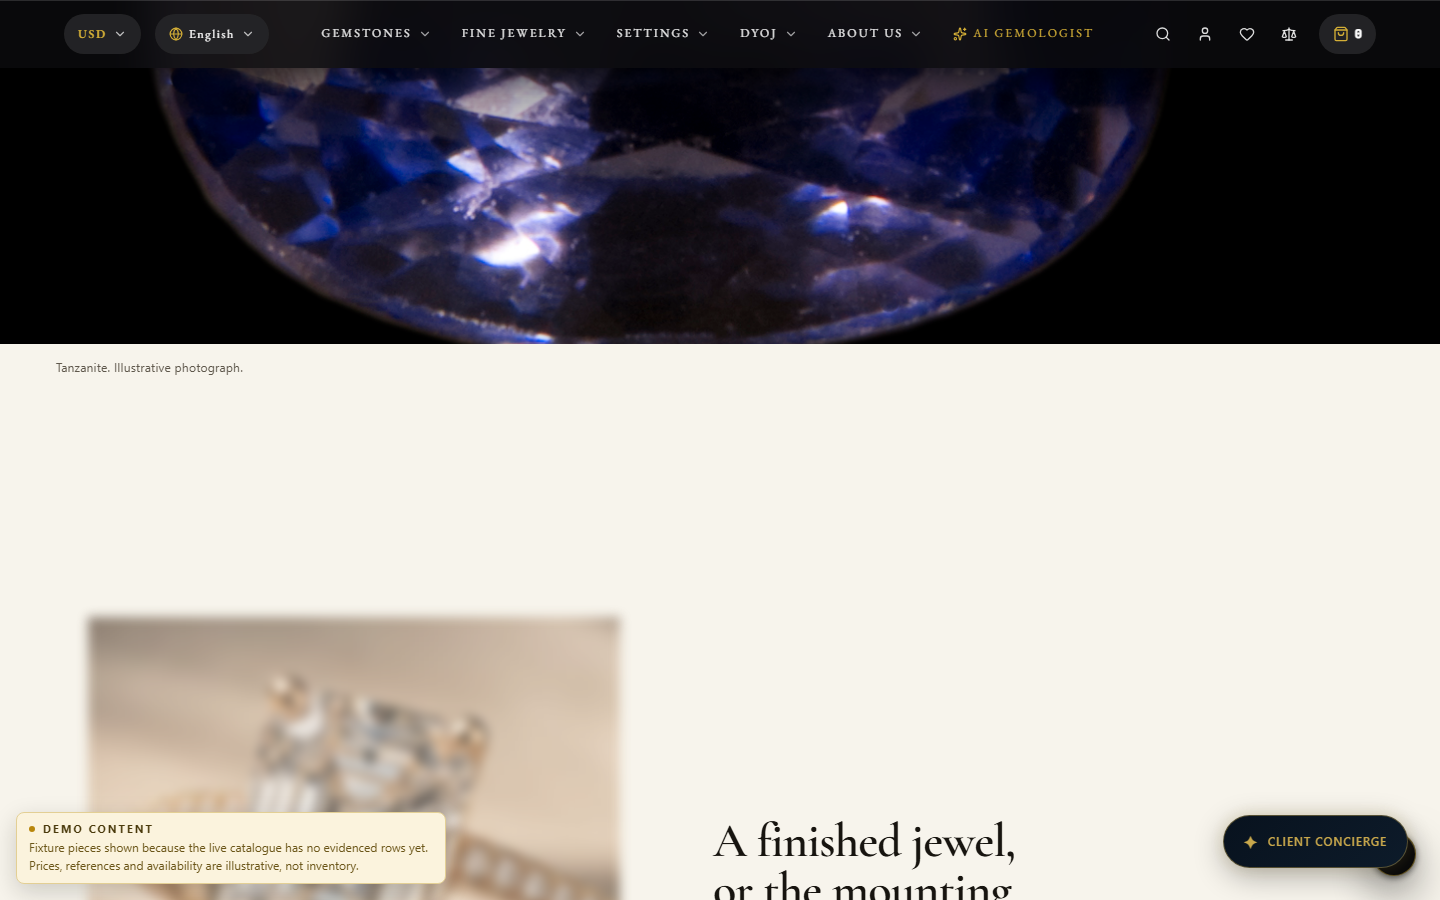 USD
English
GEMSTONES
FINE JEWELRY
SETTINGS
DYOJ
ABOUT US
AI GEMOLOGIST
0
Tanzanite. Illustrative photograph.
A finished jewel,
or the mounting
DEMO CONTENT
Fixture pieces shown because the live catalogue has no evidenced rows yet.
Prices, references and availability are illustrative, not inventory.
CLIENT CONCIERGE